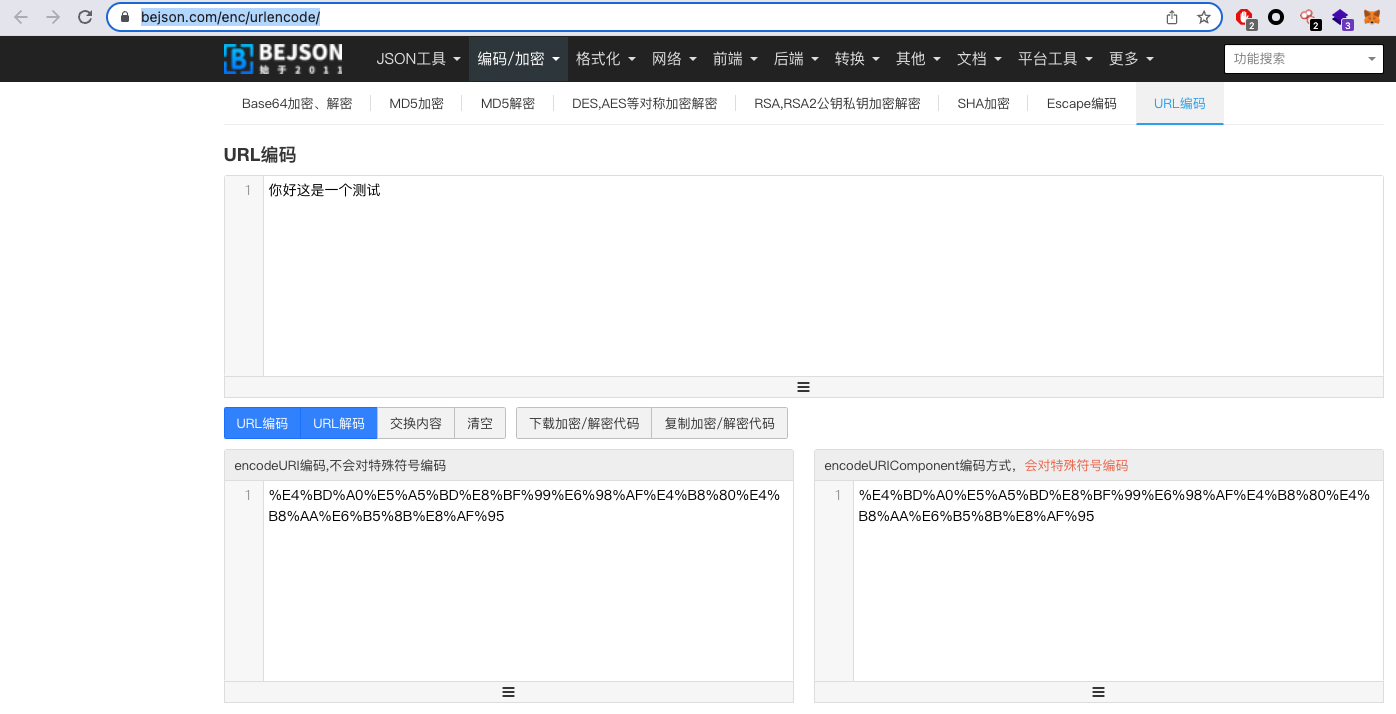 bejson.com/enc/urlencode/
2
2
3
BEJSON
始于2011
JSON工具 编码/加密 格式化 网络 前端 后端 转换 其他 文档 平台工具 更多 功能搜索
Base64加密、解密 MD5加密 MD5解密 DES,AES等对称加密解密 RSA,RSA2公钥私钥加密解密 SHA加密 Escape编码 URL编码
URL编码
1 你好这是一个测试
URL编码 URL解码 交换内容 清空 下载加密/解密代码 复制加密/解密代码
encodeURI编码,不会对特殊符号编码
1 %E4%BD%A0%E5%A5%BD%E8%BF%99%E6%98%AF%E4%B8%80%E4%
B8%AA%E6%B5%8B%E8%AF%95
encodeURIComponent编码方式，会对特殊符号编码
1 %E4%BD%A0%E5%A5%BD%E8%BF%99%E6%98%AF%E4%B8%80%E4%
B8%AA%E6%B5%8B%E8%AF%95